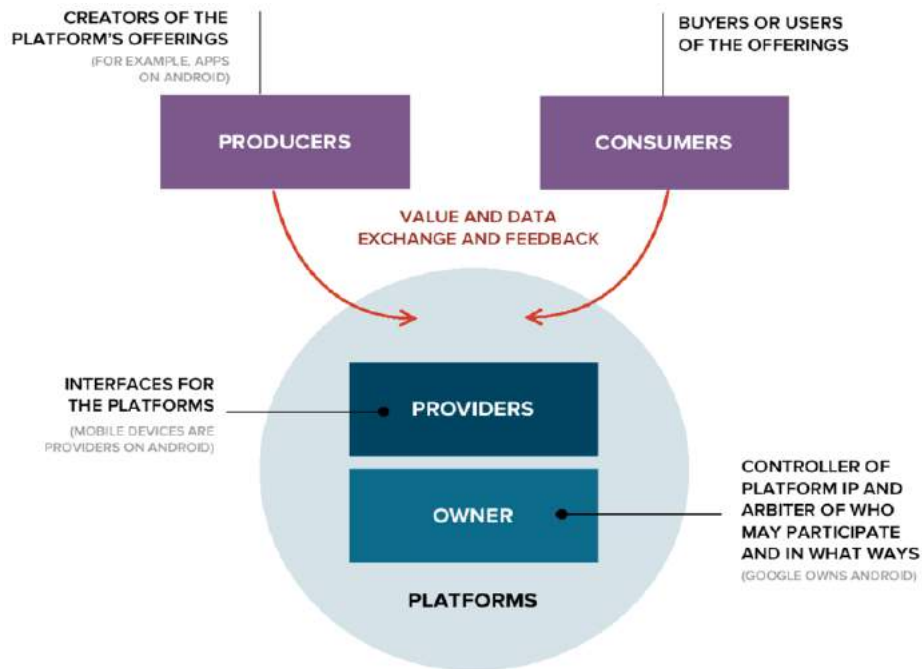 CREATORS OF THE
PLATFORM'S OFFERINGS
(FOR EXAMPLE, APPS
ON ANDROID)
BUYERS OR USERS
OF THE OFFERINGS
PRODUCERS
CONSUMERS
VALUE AND DATA
EXCHANGE AND FEEDBACK
INTERFACES FOR
THE PLATFORMS
(MOBILE DEVICES ARE
PROVIDERS ON ANDROID)
PROVIDERS
OWNER
CONTROLLER OF
PLATFORM IP AND
ARBITER OF WHO
MAY PARTICIPATE
AND IN WHAT WAYS
(GOOGLE OWNS ANDROID)
PLATFORMS